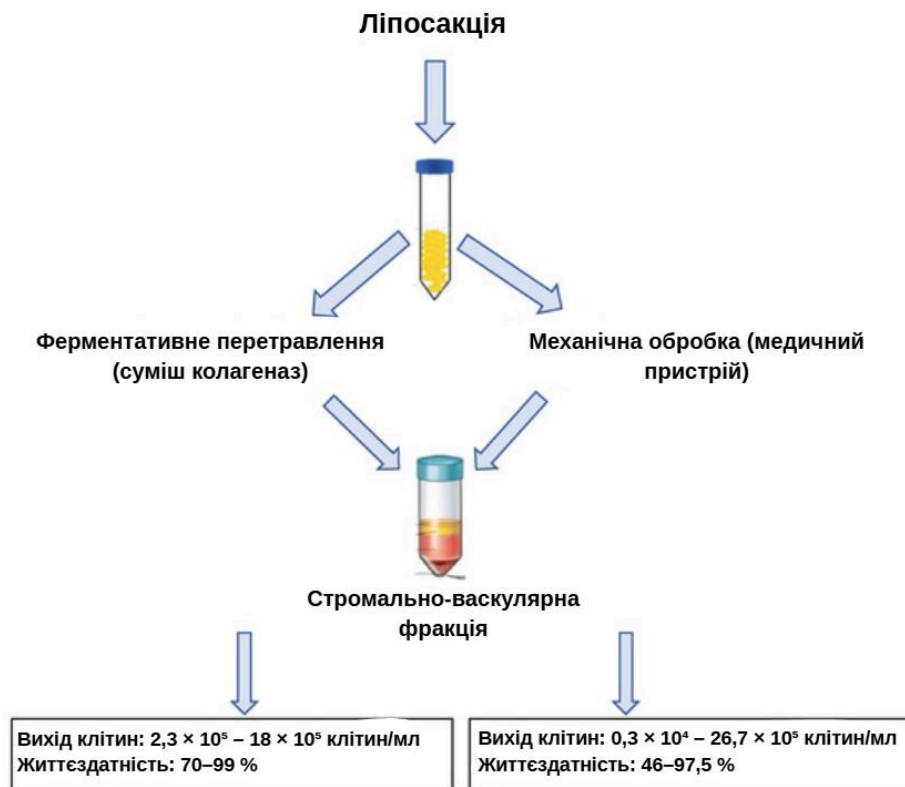 Ліпосакція
Ферментативне перетравлення
(суміш колагеназ)
Механічна обробка (медичний
пристрій)
Стромально-васкулярна
фракція
Вихід клітин: 2,3 × 10⁵ – 18 × 10⁵ клітин/мл
Життєздатність: 70–99 %
Вихід клітин: 0,3 × 10⁴ – 26,7 × 10⁵ клітин/мл
Життєздатність: 46–97,5 %